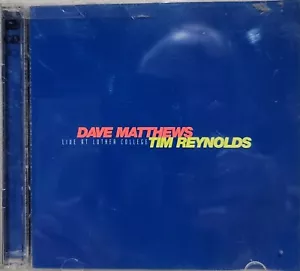 DAVE MATTHEWS
LIVE AT LUTHER COLLEGE
TIM REYNOLDS